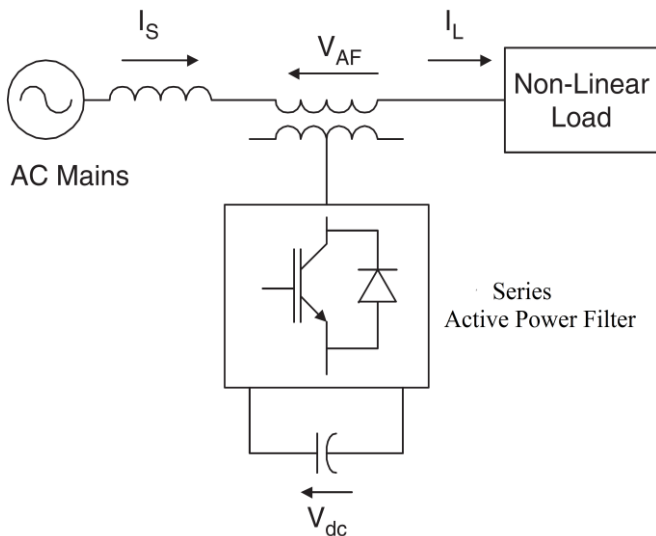 I_S
V_AF
I_L
Non-Linear
Load
AC Mains
Series
Active Power Filter
V_dc